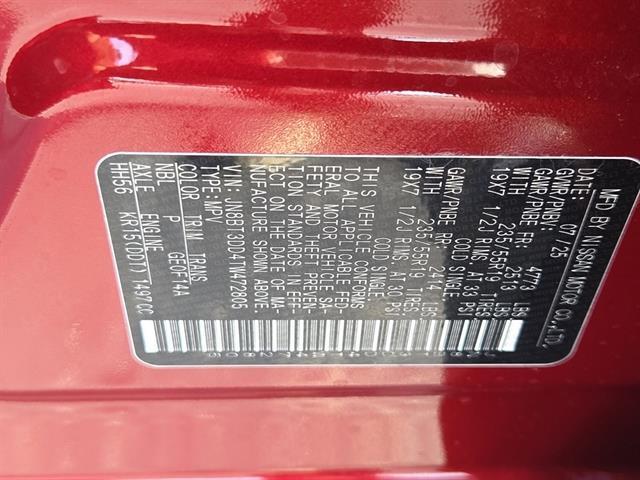 MFD BY NISSAN MOTOR CO.,LTD.
DATE: 07/25
GVWR/PNBV: 4773 LBS
GAWR/PNBE FR: 2513 LBS
WITH 235/55R19 TIRES
19X7 1/2J RIMS AT 33 PSI
GAWR/PNBE RR: 2414 LBS
WITH 235/55R19 TIRES
19X7 1/2J RIMS AT 30 PSI
THIS VEHICLE CONFORMS
TO ALL APPLICABLE FED-
ERAL MOTOR VEHICLE SA-
FETY AND THEFT PREVEN-
TION STANDARDS IN EFF-
ECT ON THE DATE OF MA-
NUFACTURE SHOWN ABOVE.
VIN: JN8BT3DD4TW472805
TYPE:MPV
COLOR TRIM TRANS
NBL P GE0F14A
AXLE ENGINE
HH56 KR15(DDT) 1497CC